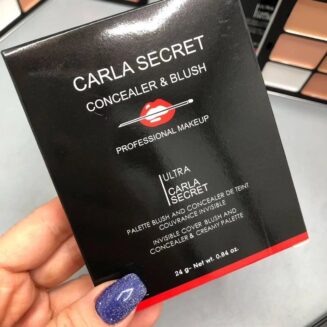 CARLA SECRET
CONCEALER & BLUSH
PROFESSIONAL MAKEUP
ULTRA
CARLA
SECRET
PALETTE BLUSH AND CONCEALER DE TEINT
COUVRANCE INVISIBLE
INVISIBLE COVER BLUSH AND
CONCEALER & CREAMY PALETTE
24 g- Net wt. 0.84 oz.